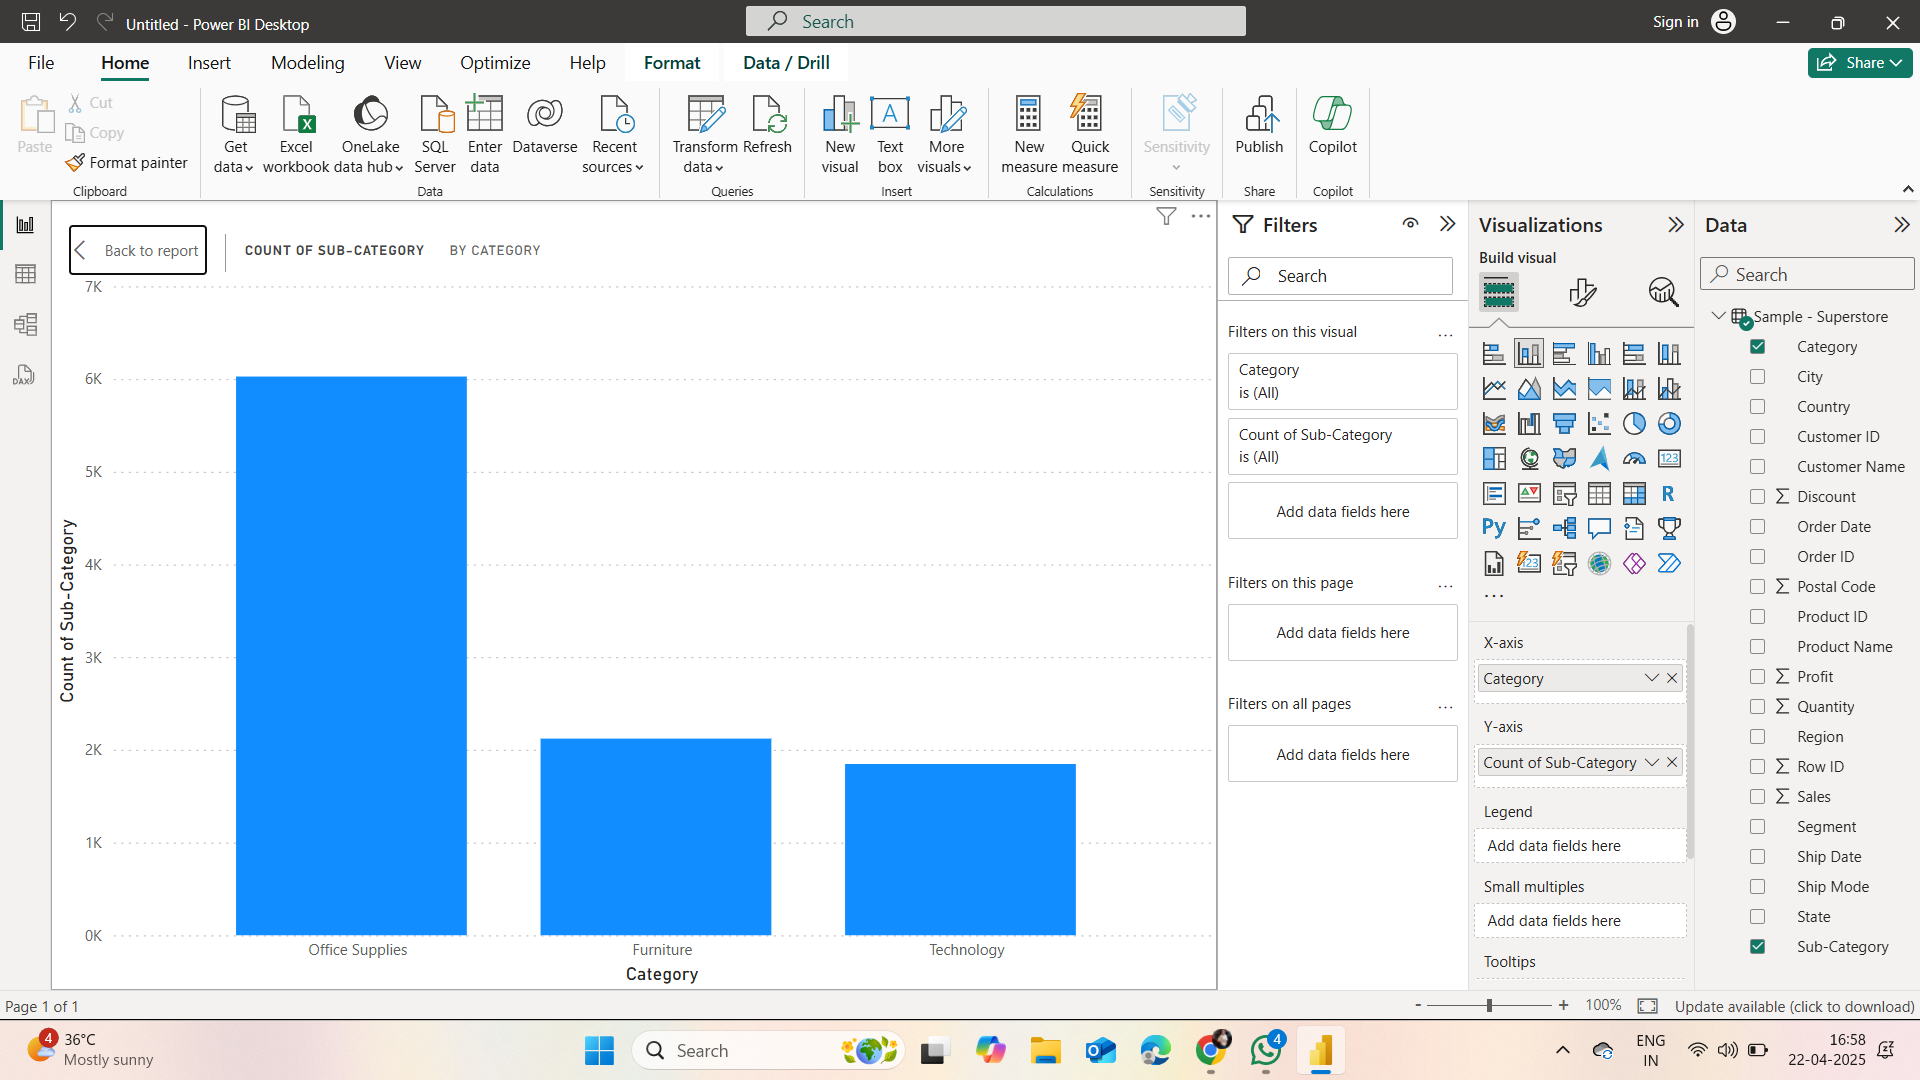 Untitled - Power BI Desktop
Search
Sign in
File
Home
Insert
Modeling
View
Optimize
Help
Format
Data / Drill
Share
Paste
Cut
Copy
Format painter
Clipboard
Get data
Excel workbook
OneLake data hub
SQL Server
Enter data
Dataverse
Recent sources
Data
Transform data
Refresh
Queries
New visual
Text box
More visuals
Insert
New measure
Quick measure
Calculations
Sensitivity
Sensitivity
Publish
Share
Copilot
Copilot
DAX
Back to report
COUNT OF SUB-CATEGORY
BY CATEGORY
7K
6K
5K
4K
3K
2K
1K
0K
Count of Sub-Category
Office Supplies
Furniture
Technology
Category
Filters
Search
Filters on this visual
...
Category
is (All)
Count of Sub-Category
is (All)
Add data fields here
Filters on this page
...
Add data fields here
Filters on all pages
...
Add data fields here
Visualizations
Build visual
123
R
Py
123
...
X-axis
Category
Y-axis
Count of Sub-Category
Legend
Add data fields here
Small multiples
Add data fields here
Tooltips
Data
Search
Sample - Superstore
Category
City
Country
Customer ID
Customer Name
Σ Discount
Order Date
Order ID
Σ Postal Code
Product ID
Product Name
Σ Profit
Σ Quantity
Region
Σ Row ID
Σ Sales
Segment
Ship Date
Ship Mode
State
Sub-Category
Page 1 of 1
- + 100%
Update available (click to download)
4
36°C
Mostly sunny
Search
4
ENG
IN
16:58
22-04-2025